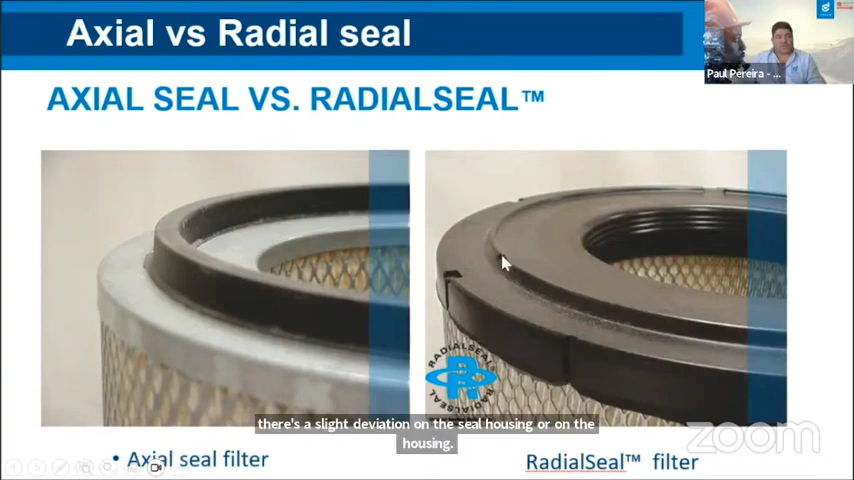 Axial vs Radial seal
Paul Pereira - ...
AXIAL SEAL VS. RADIALSEAL™
RADIALSEAL®
RADIALSEAL
there's a slight deviation on the seal housing or on the
housing.
zoom
• Axial seal filter
RadialSeal™ filter